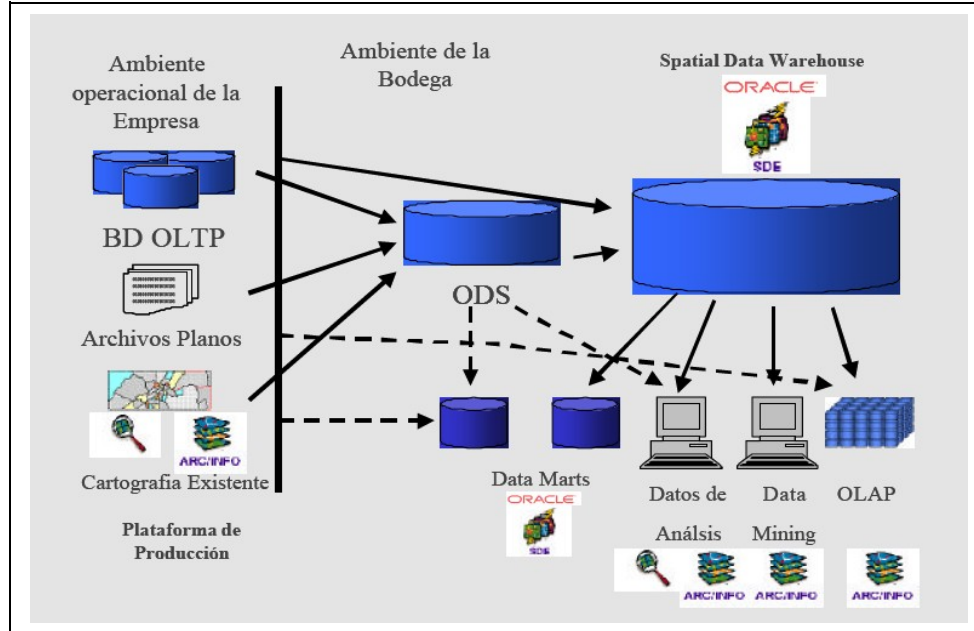 Ambiente
operacional de la
Empresa
BD OLTP
Archivos Planos
ARC/INFO
Cartografía Existente
Plataforma de
Producción
Ambiente de la
Bodega
ODS
Spatial Data Warehouse
ORACLE
SDE
Data Marts
ORACLE
SDE
Datos de
Análsis
ARC/INFO
Data
Mining
ARC/INFO
OLAP
ARC/INFO